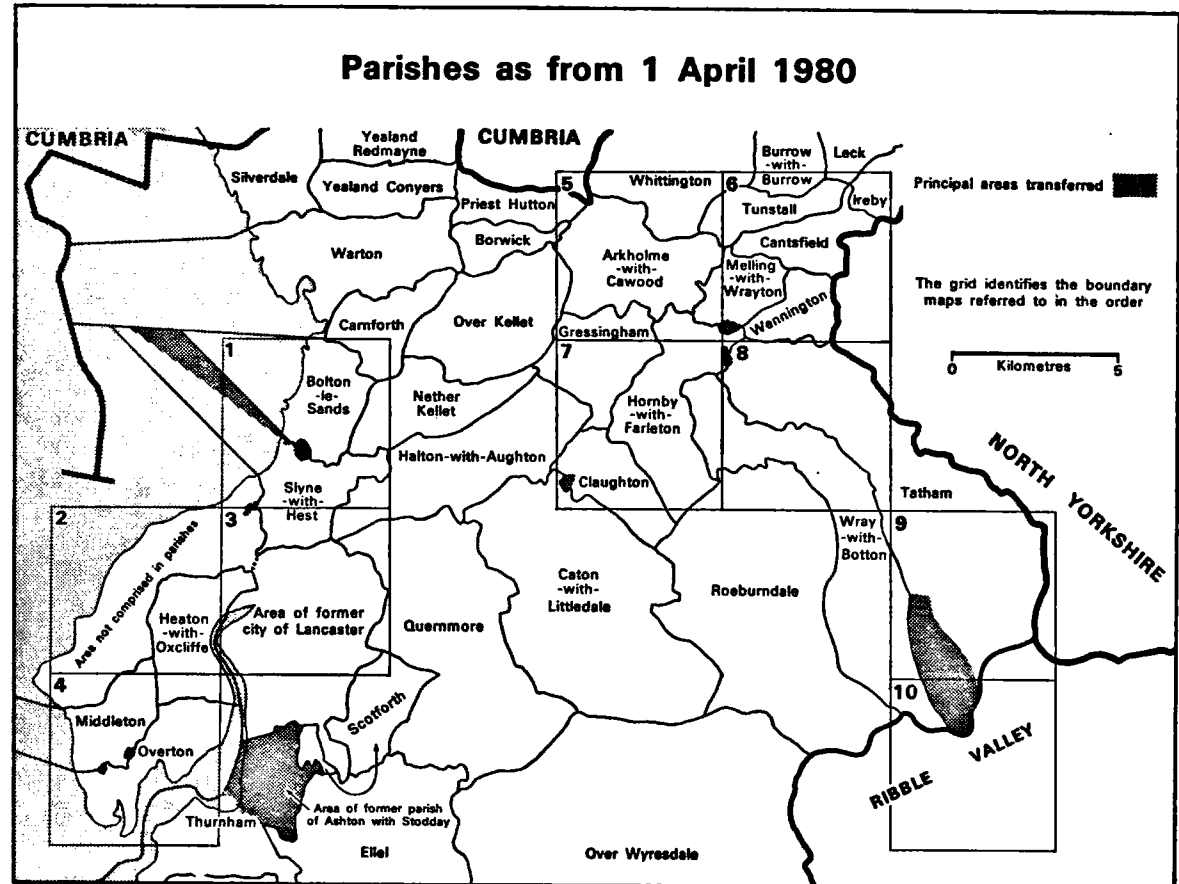 Parishes as from 1 April 1980
CUMBRIA
Yealand
Redmayne
CUMBRIA
Silverdale
Yealand Conyers
Priest Hutton
5
Whittington
6
Burrow
-with-
Burrow
Leck
Ireby
Principal areas transferred
Tunstall
Warton
Borwick
Arkholme
-with-
Cawood
Cantsfield
Melling
-with-
Wrayton
The grid identifies the boundary
maps referred to in the order
Carnforth
Over Kellet
Gressingham
Wennington
1
7
8
0
Kilometres
5
Bolton
-le-
Sands
Nether
Kellet
Hornby
-with-
Farleton
Halton-with-Aughton
Claughton
NORTH YORKSHIRE
Slyne
-with-
Hest
Tatham
2
3
9
Area not comprised in parishes
Wray
-with-
Botton
Heaton
-with-
Oxcliffe
Area of former
city of Lancaster
Quernmore
Caton
-with-
Littledale
Roeburndale
4
10
Middleton
Scotforth
Overton
RIBBLE VALLEY
Thurnham
Area of former parish
of Ashton with Stodday
Ellel
Over Wyresdale